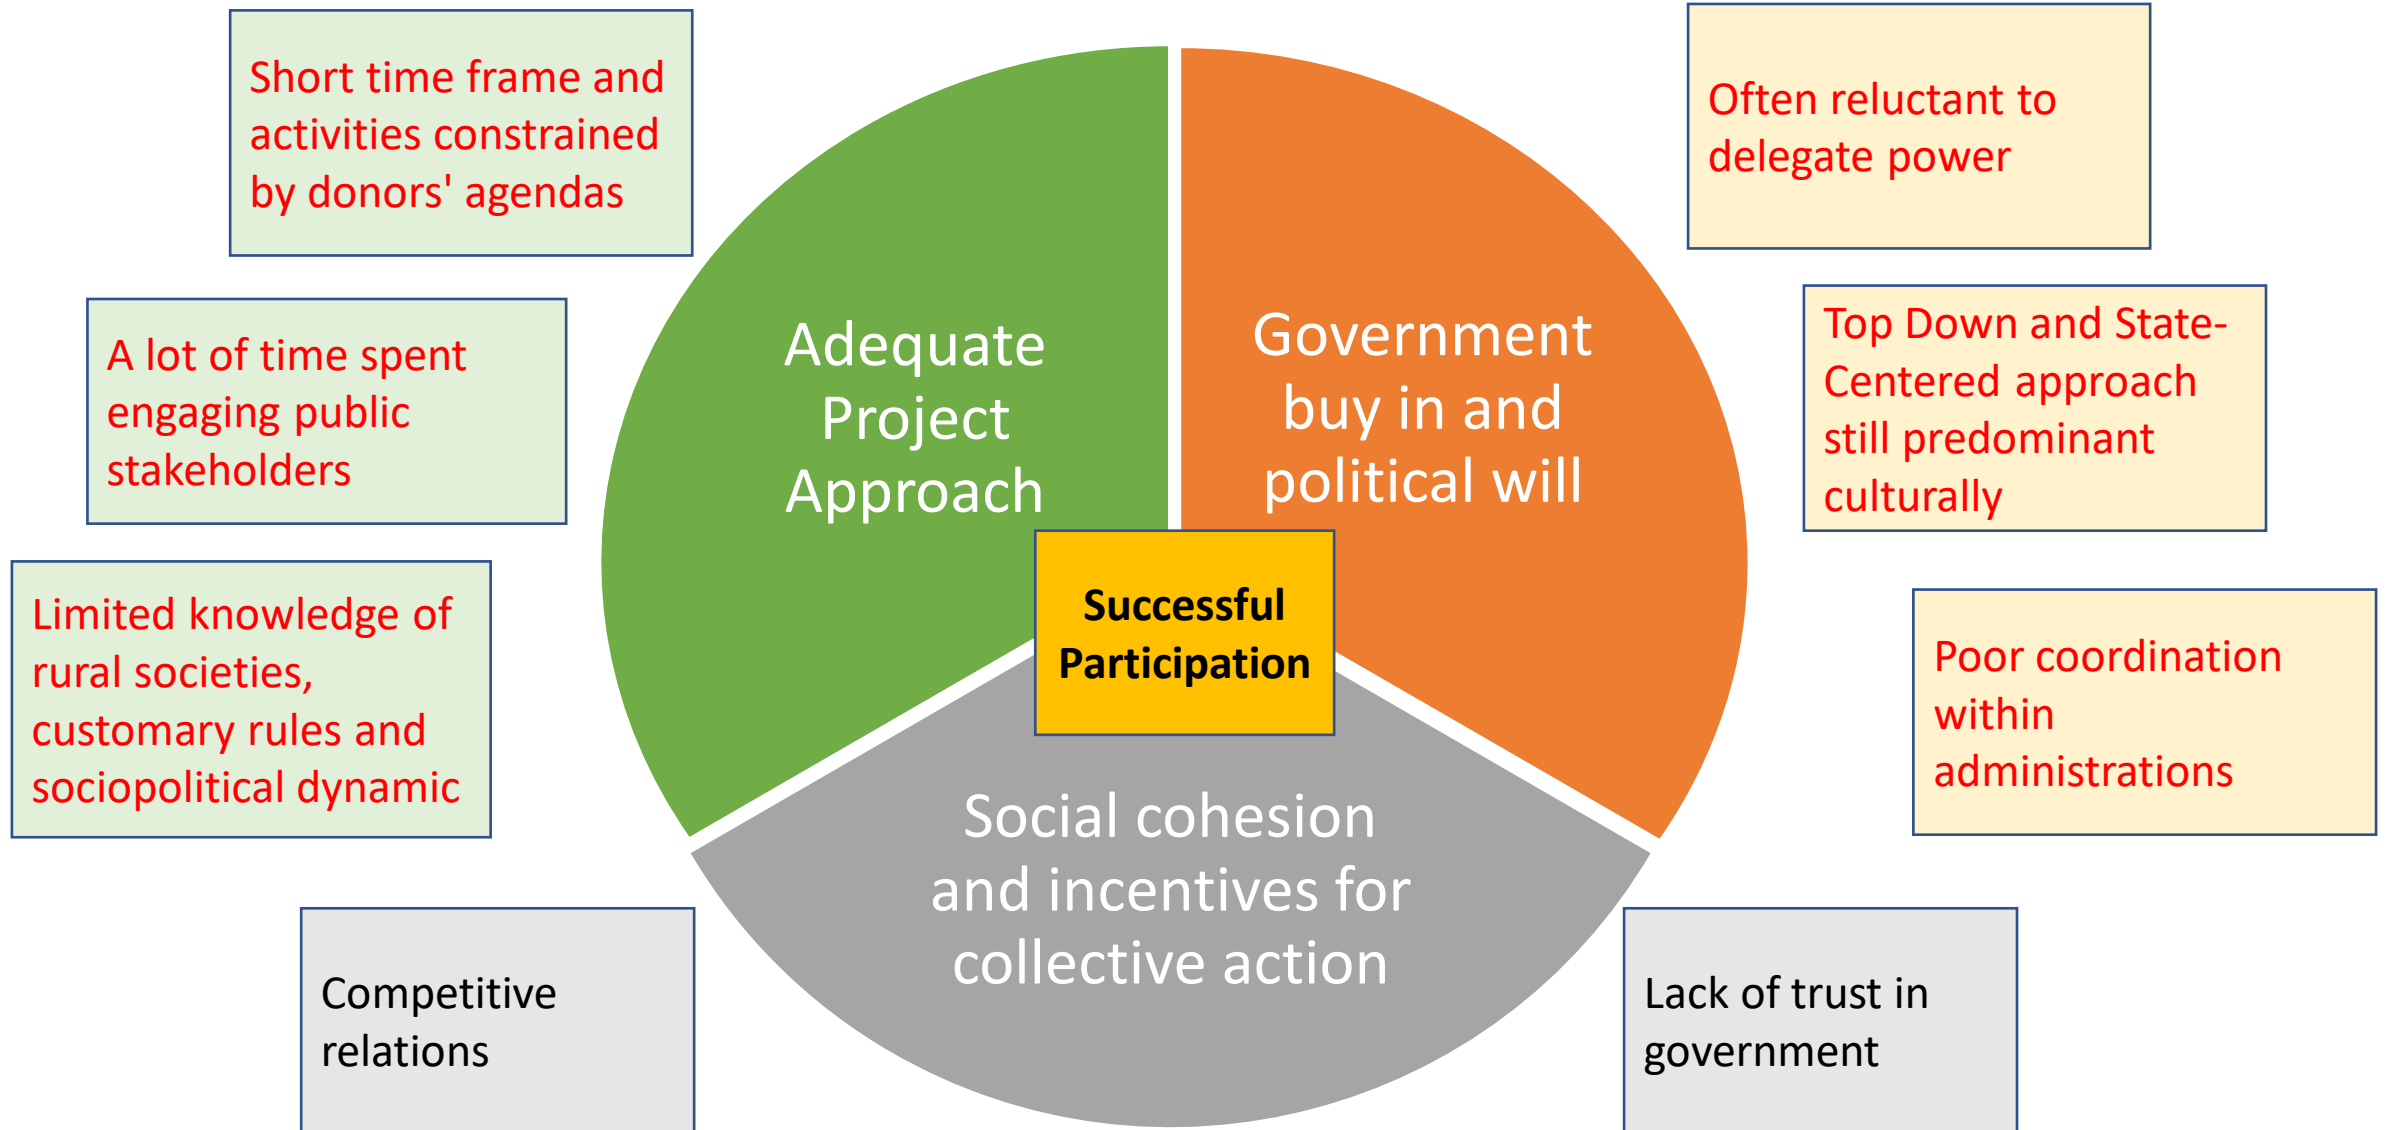 Short time frame and
activities constrained
by donors' agendas
A lot of time spent
engaging public
stakeholders
Limited knowledge of
rural societies,
customary rules and
sociopolitical dynamic
Competitive
relations
Adequate
Project
Approach
Government
buy in and
political will
Successful
Participation
Social cohesion
and incentives for
collective action
Often reluctant to
delegate power
Top Down and State-
Centered approach
still predominant
culturally
Poor coordination
within
administrations
Lack of trust in
government